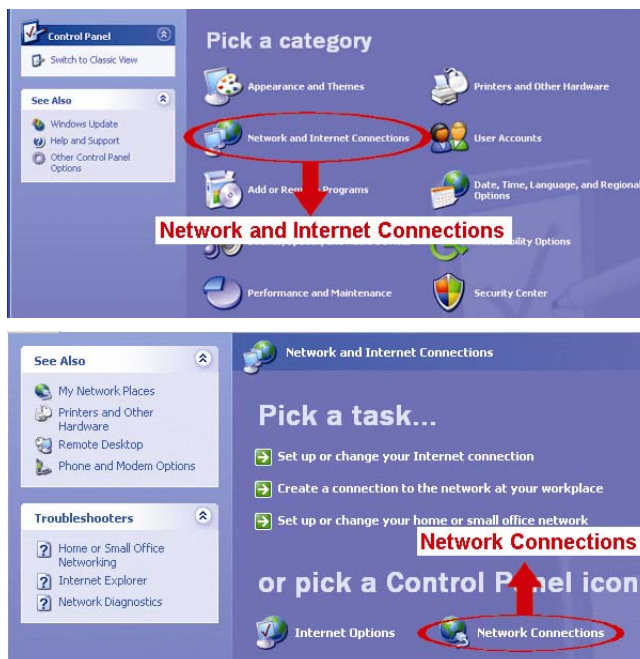 Control Panel
Switch to Classic View
See Also
Windows Update
Help and Support
Other Control Panel
Options
Pick a category
Appearance and Themes
Printers and Other Hardware
Network and Internet Connections
User Accounts
Add or Programs
Date, Time, Language, and Regional
Options
Network and Internet Connections
Options
Performance and Maintenance
Security Center
See Also
My Network Places
Printers and Other
Hardware
Remote Desktop
Phone and Modem Options
Troubleshooters
Home or Small Office
Networking
Internet Explorer
Network Diagnostics
Network and Internet Connections
Pick a task...
Set up or change your Internet connection
Create a connection to the network at your workplace
Set up or change your home or small office network
Network Connections
or pick a Control Panel icon
Internet Options
Network Connections